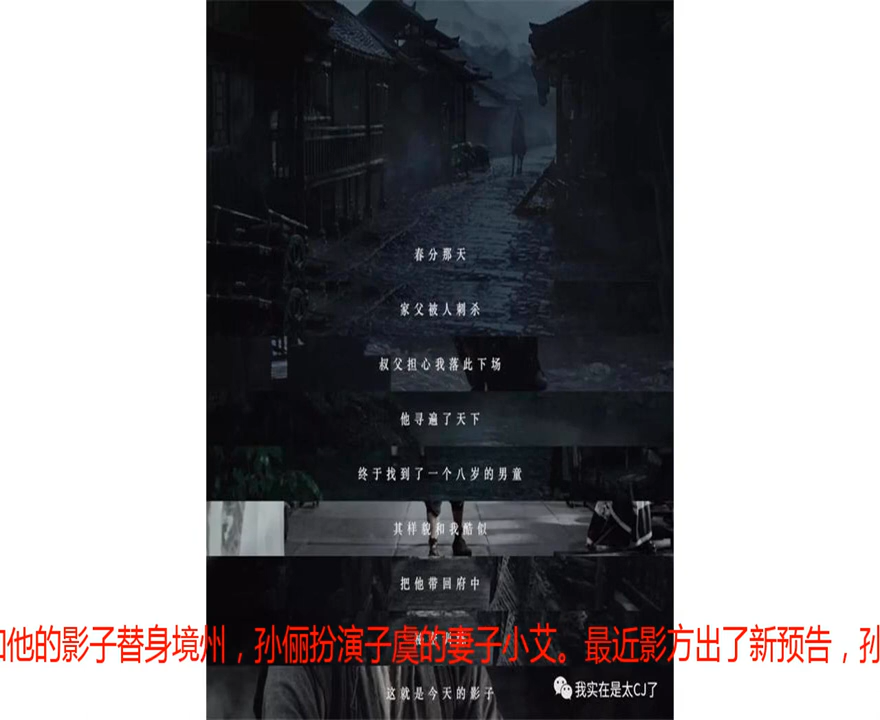 春分那天
家父被人刺杀
叔父担心我落此下场
他寻遍了天下
终于找到了一个八岁的男童
其样貌和我酷似
把他带回府中
他的影子替身境州，孙俪扮演子虞的妻子小艾。最近影方出了新预告，孙
这就是今天的影子
我实在是太CJ了